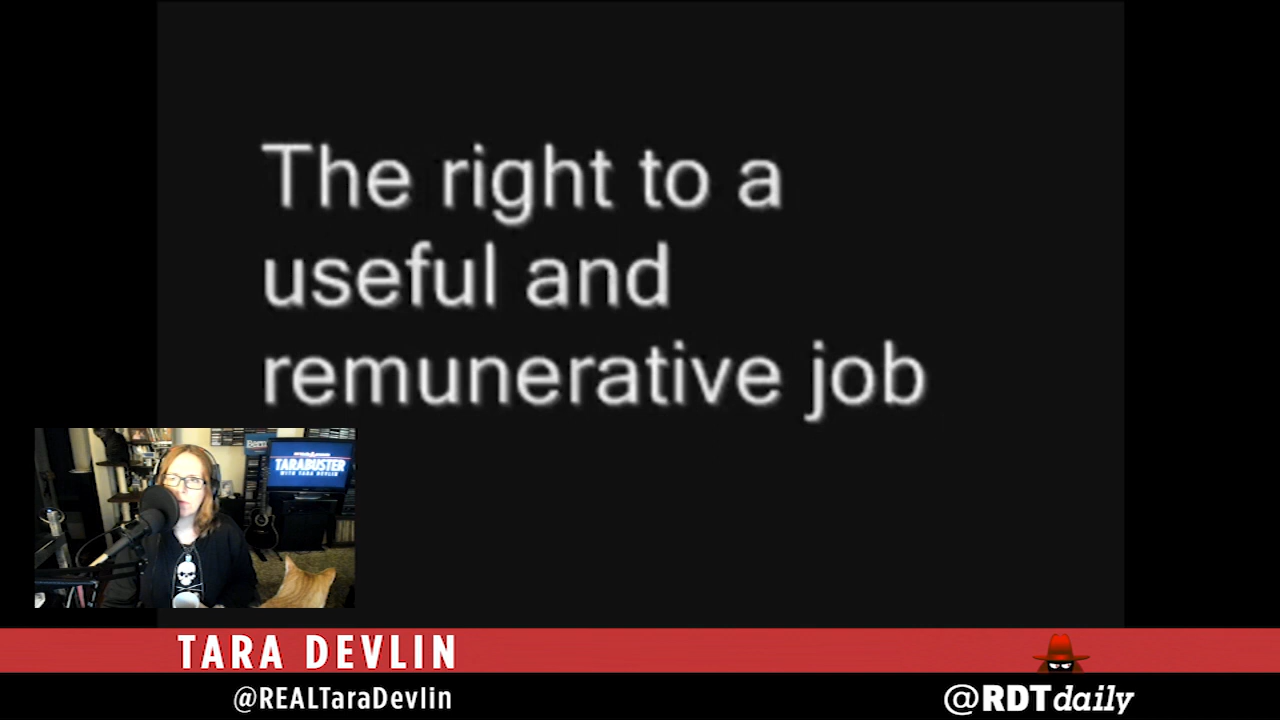 The right to a
useful and
remunerative job
TARABUSTER
WITH TARA DEVLIN
TARA DEVLIN
@REALTaraDevlin
@RDTdaily